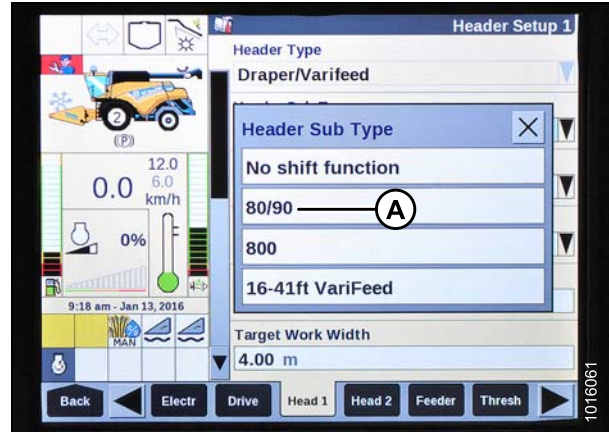 Header Setup 1
Header Type
Draper/Varifeed
Header Sub Type
No shift function
80/90
A
800
16-41ft VariFeed
2
(P)
12.0
0.0
6.0
km/h
0%
9:18 am - Jan 13, 2016
MAN
Target Work Width
4.00 m
Back
Electr
Drive
Head 1
Head 2
Feeder
Thresh
1016061